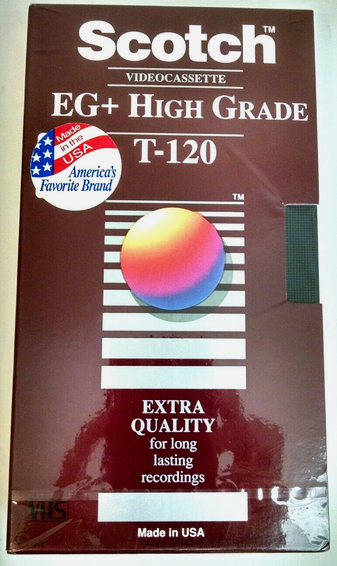 Scotch™
VIDEOCASSETTE
EG+ HIGH GRADE
T-120
Made
in the
USA
America's
Favorite Brand
TM
EXTRA
QUALITY
for long
lasting
recordings
VHS
Made in USA